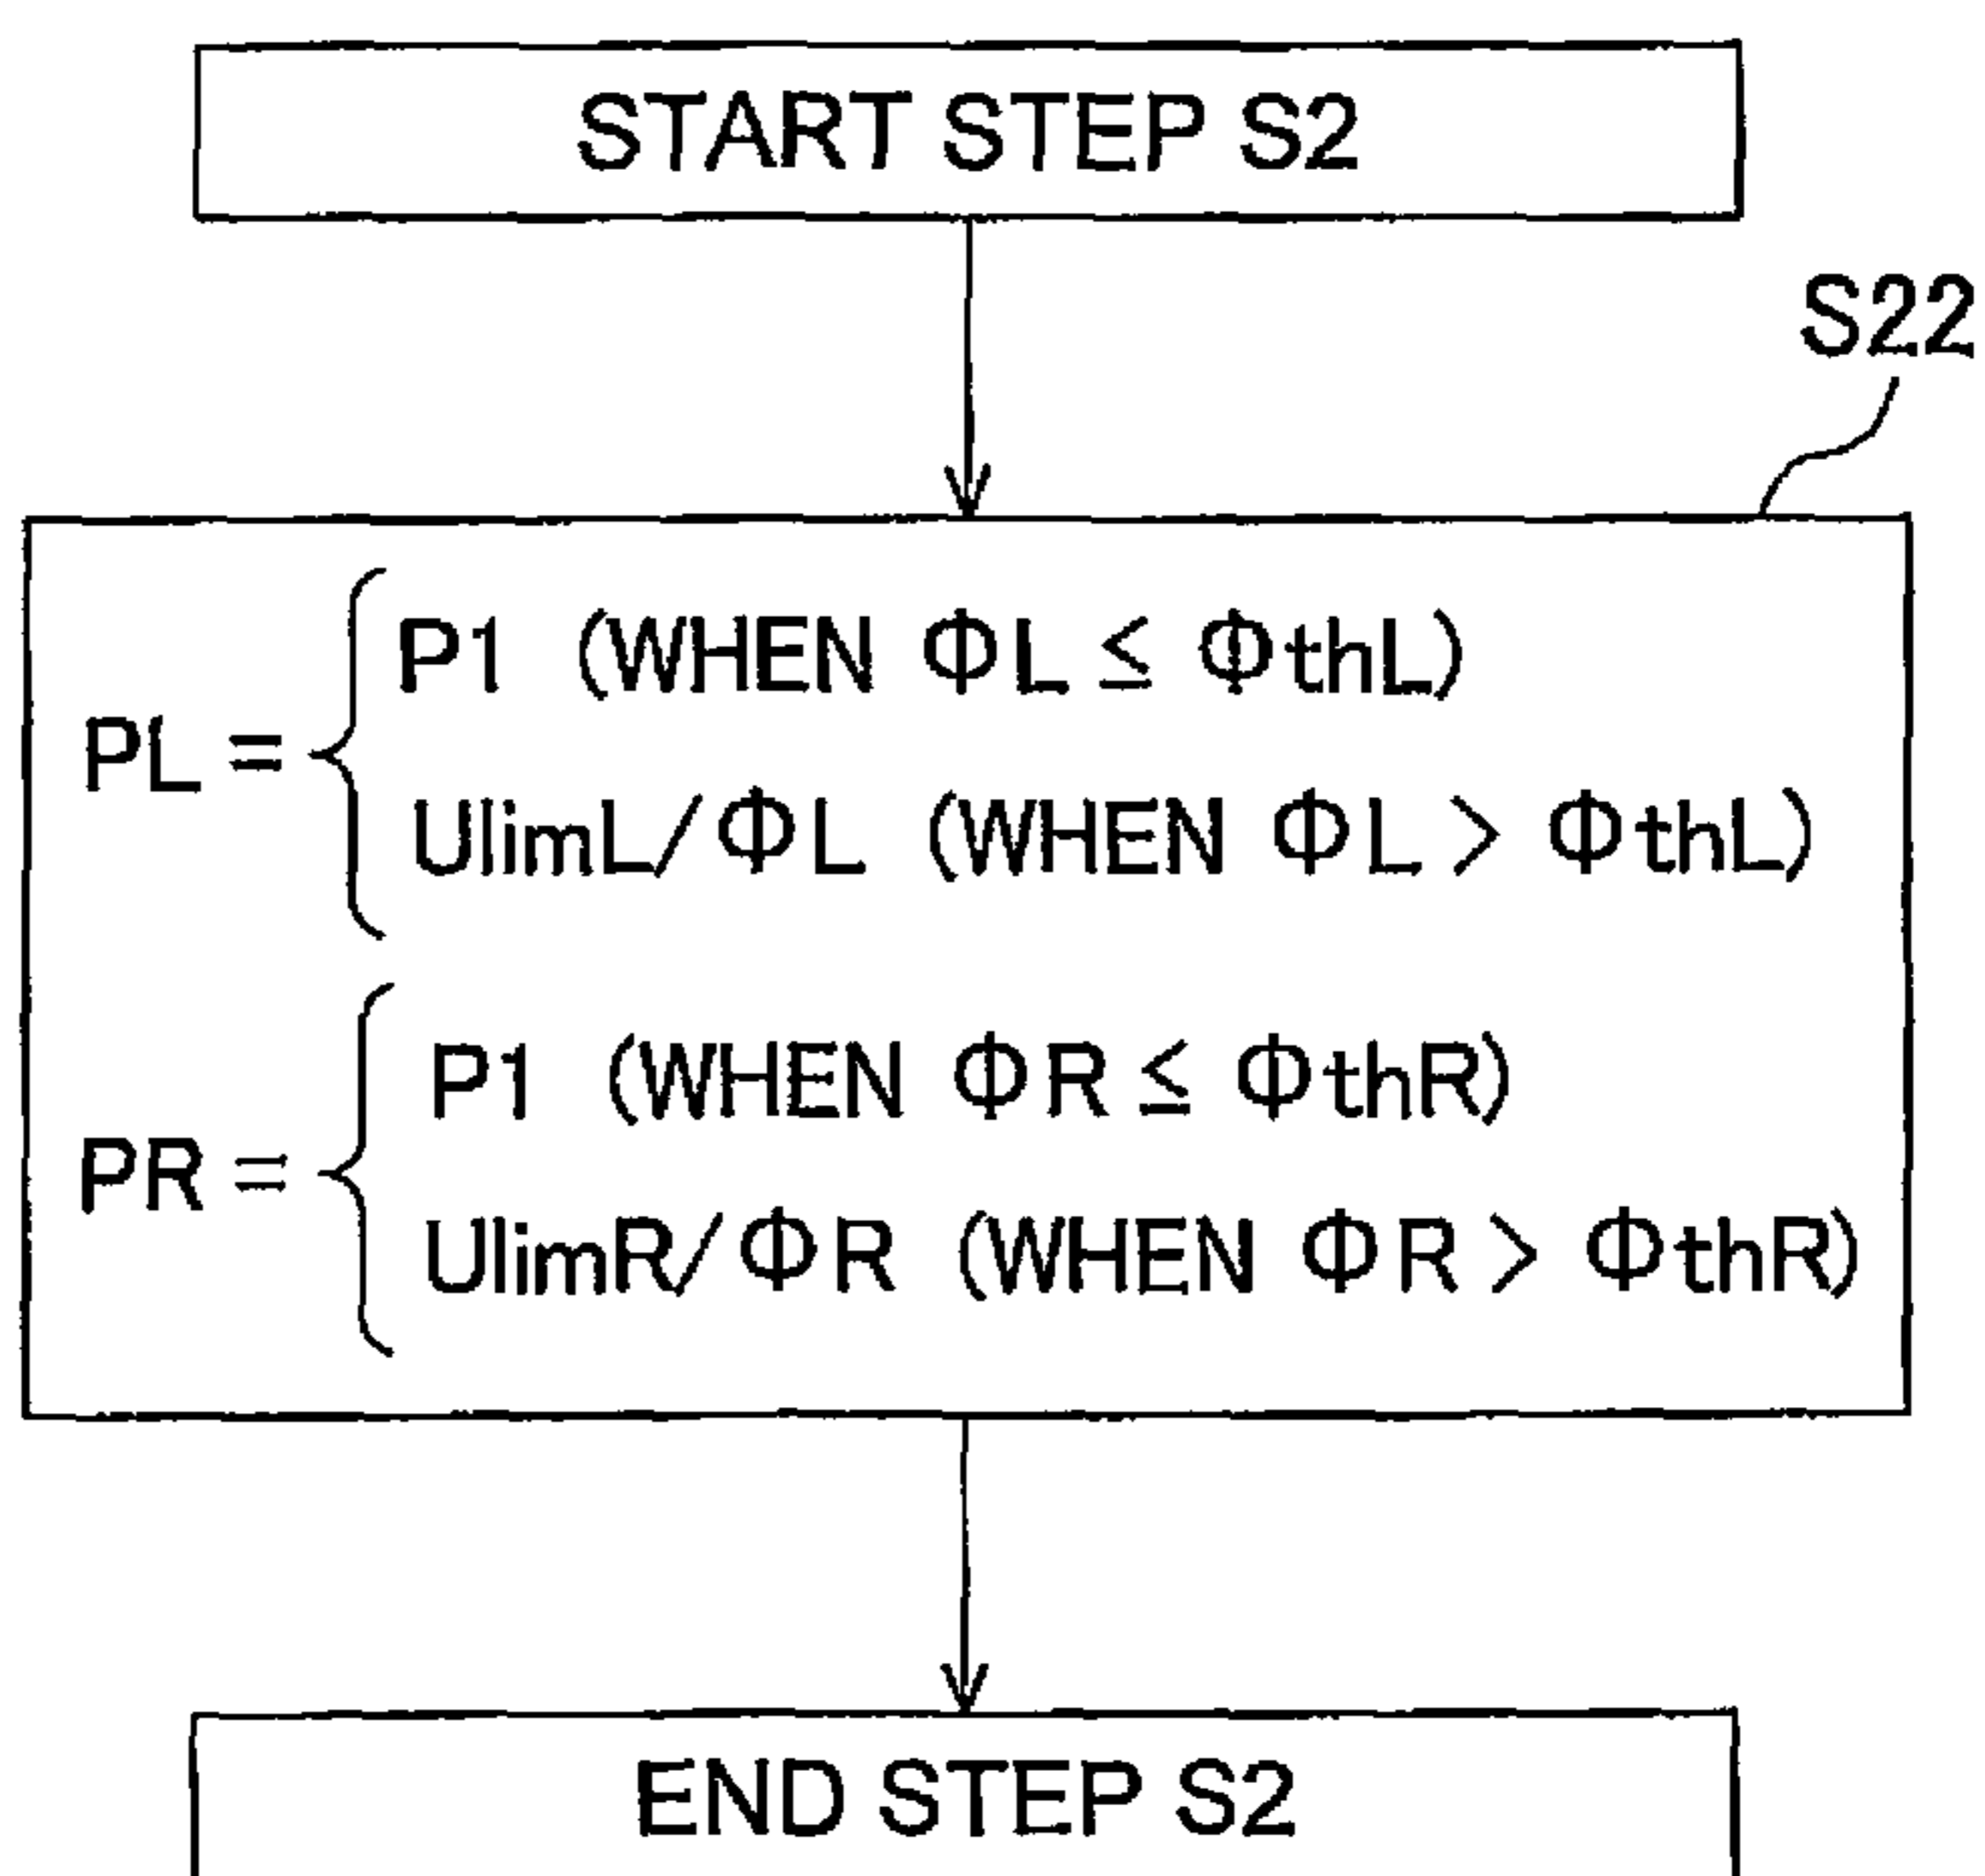 START STEP S2
S22
P1 (WHEN ΦL ≤ ΦthL)
PL =
UlimL/ΦL (WHEN ΦL > ΦthL)
P1 (WHEN ΦR ≤ ΦthR)
PR =
UlimR/ΦR (WHEN ΦR > ΦthR)
END STEP S2